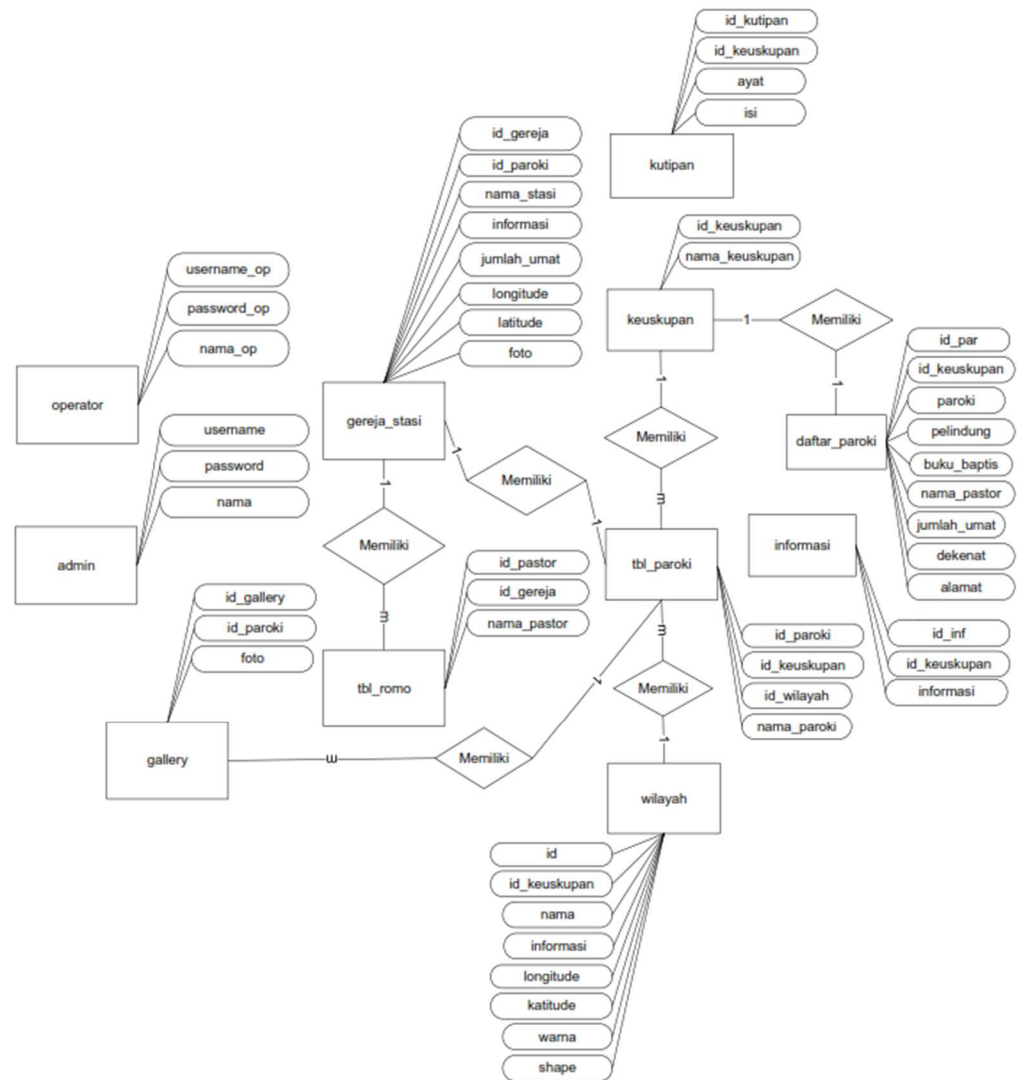 id_kutipan
id_keuskupan
ayat
isi
kutipan
id_gereja
id_paroki
nama_stasi
informasi
jumlah_umat
longitude
latitude
foto
gereja_stasi
id_keuskupan
nama_keuskupan
keuskupan
1
Memiliki
1
username_op
password_op
nama_op
operator
id_par
id_keuskupan
paroki
pelindung
buku_baptis
nama_pastor
jumlah_umat
dekenat
alamat
daftar_paroki
1
Memiliki
m
username
password
nama
admin
1
Memiliki
1
1
Memiliki
m
tbl_paroki
informasi
id_inf
id_keuskupan
informasi
id_pastor
id_gereja
nama_pastor
tbl_romo
id_gallery
id_paroki
foto
gallery
m
Memiliki
1
id_paroki
id_keuskupan
id_wilayah
nama_paroki
m
Memiliki
1
wilayah
id
id_keuskupan
nama
informasi
longitude
katitude
warna
shape